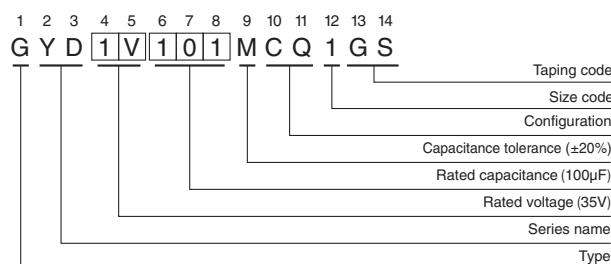 1 2 3 4 5 6 7 8 9 10 11 12 13 14
G Y D 1 V 1 0 1 M C Q 1 G S
Taping code
Size code
Configuration
Capacitance tolerance (±20%)
Rated capacitance (100µF)
Rated voltage (35V)
Series name
Type